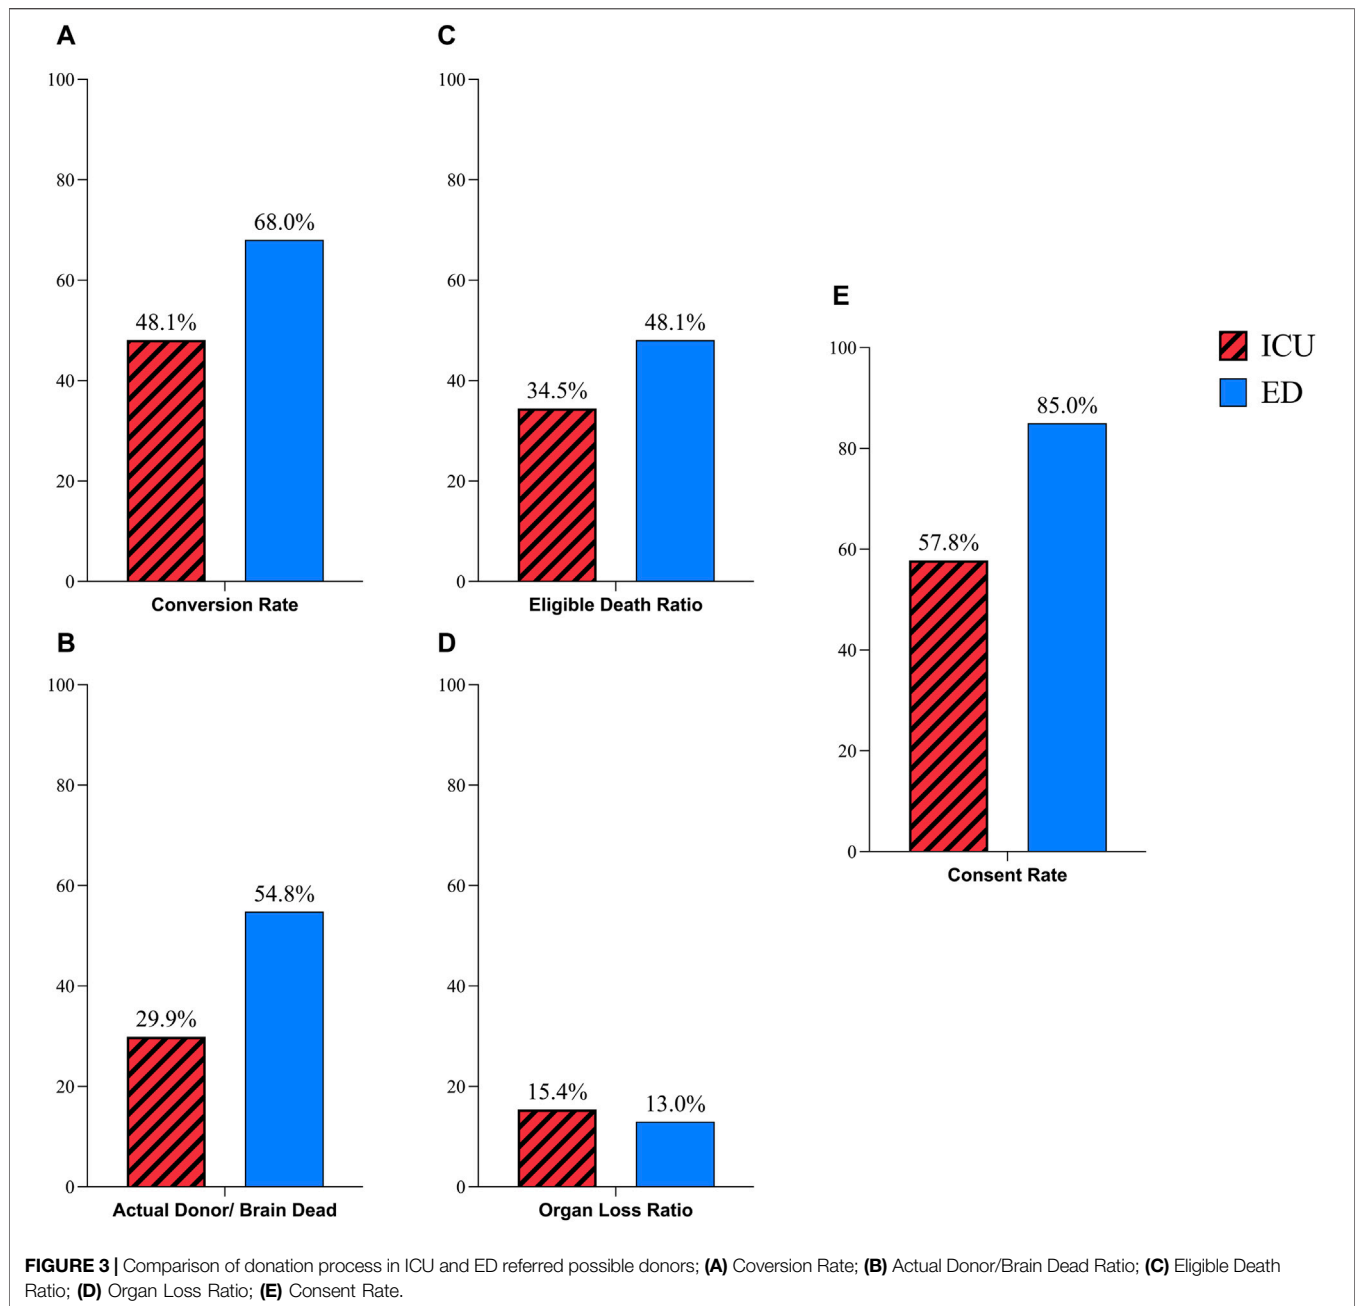 A
100
80
60
40
20
0
48.1%
68.0%
Conversion Rate
B
100
80
60
40
20
0
29.9%
54.8%
Actual Donor/ Brain Dead
C
100
80
60
40
20
0
34.5%
48.1%
Eligible Death Ratio
D
100
80
60
40
20
0
15.4%
13.0%
Organ Loss Ratio
E
100
80
60
40
20
0
57.8%
85.0%
Consent Rate
ICU
ED
FIGURE 3 | Comparison of donation process in ICU and ED referred possible donors; (A) Coversion Rate; (B) Actual Donor/Brain Dead Ratio; (C) Eligible Death
Ratio; (D) Organ Loss Ratio; (E) Consent Rate.